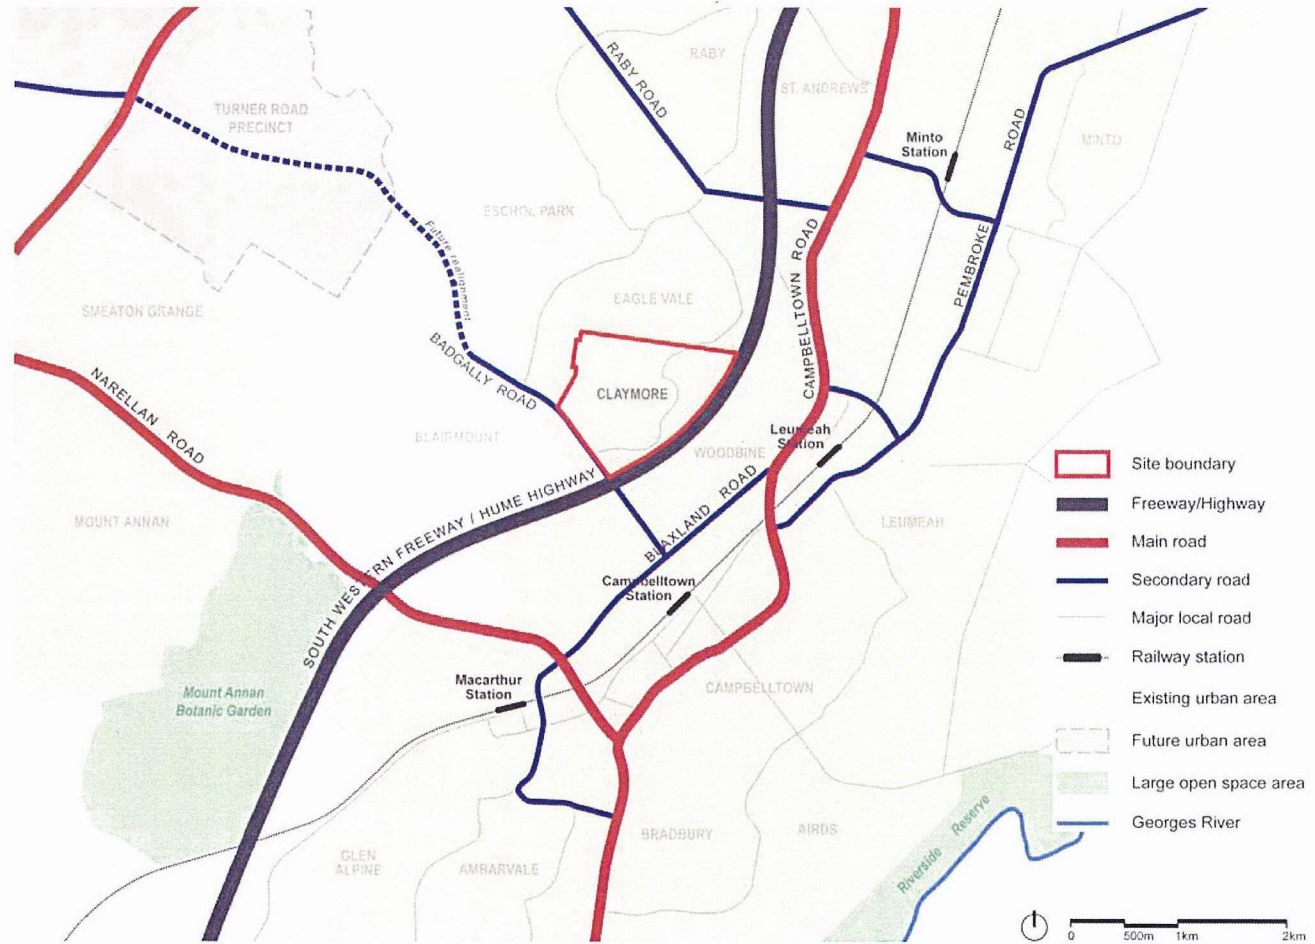 RABY
RABY ROAD
ST. ANDREWS
TURNER ROAD
PRECINCT
Minto
Station
ROAD
MINTO
ESCHOL PARK
Future realignment
CAMPBELLTOWN ROAD
PEMBROKE
EAGLE VALE
SMEATON GRANGE
BADGALLY ROAD
CLAYMORE
NARELLAN ROAD
BLAIRMOUNT
Leumeah
Station
WOODBINE
MOUNT ANNAN
SOUTH WESTERN FREEWAY / HUME HIGHWAY
BLAXLAND ROAD
LEUMEAH
Campbelltown
Station
Macarthur
Station
CAMPBELLTOWN
Mount Annan
Botanic Garden
BRADBURY
AIRDS
GLEN
ALPINE
AMBARVALE
Riverside Reserve
Site boundary
Freeway/Highway
Main road
Secondary road
Major local road
Railway station
Existing urban area
Future urban area
Large open space area
Georges River
0 500m 1km 2km